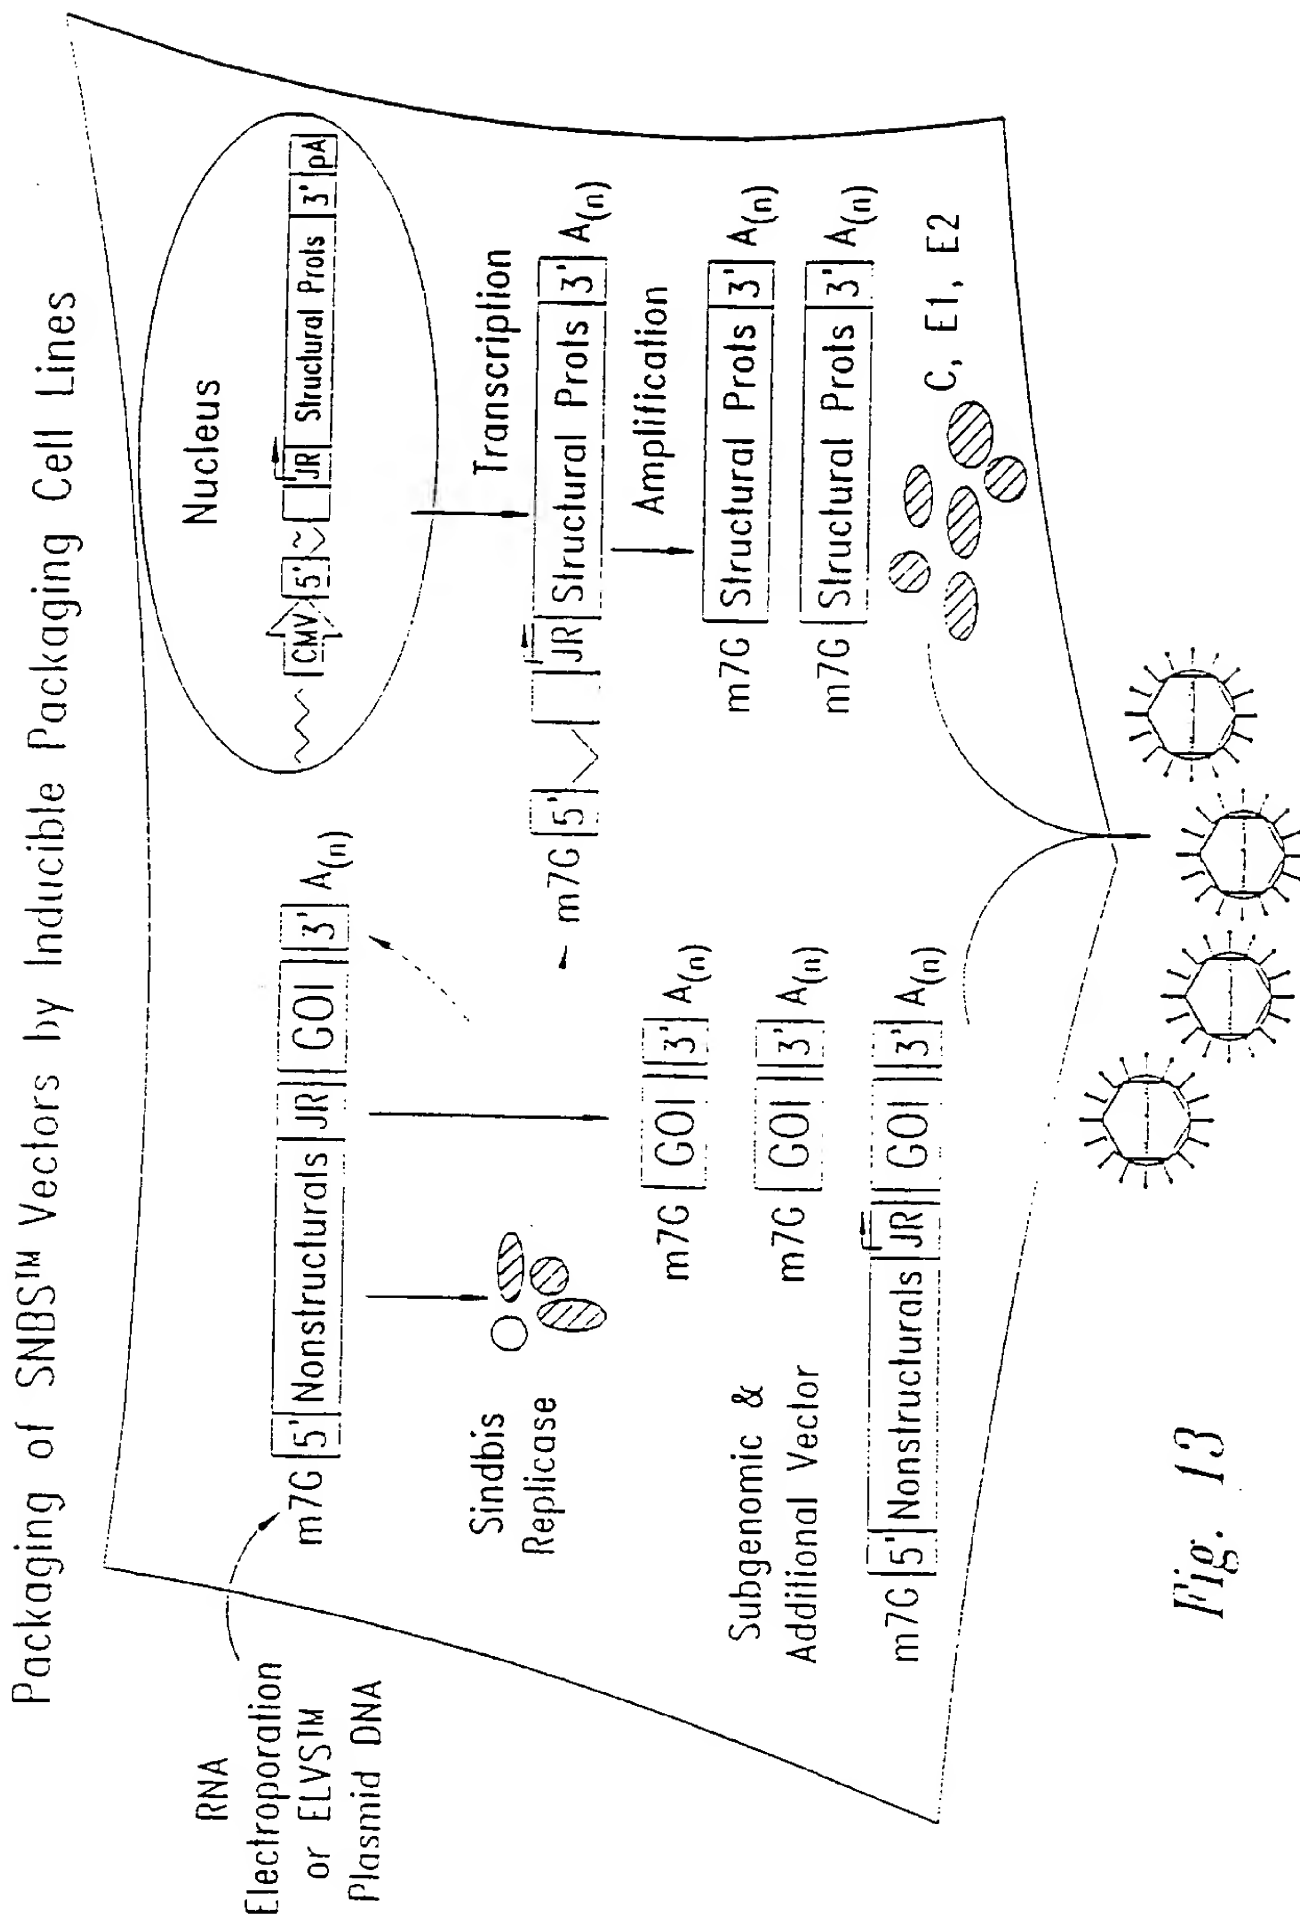 Packaging of SNBS™ Vectors by Inducible Packaging Cell Lines
RNA
Electroporation
or ELVS™
Plasmid DNA
m7G 5' Nonstructurals JR GOI 3' A(n)
Sindbis
Replicase
Subgenomic &
Additional Vector
m7G GOI 3' A(n)
m7G GOI 3' A(n)
m7G 5' Nonstructurals JR GOI 3' A(n)
Nucleus
CMV 5' JR Structural Prots 3' pA
Transcription
m7G 5' JR Structural Prots 3' A(n)
Amplification
m7G Structural Prots 3' A(n)
m7G Structural Prots 3' A(n)
C, E1, E2
Fig. 13